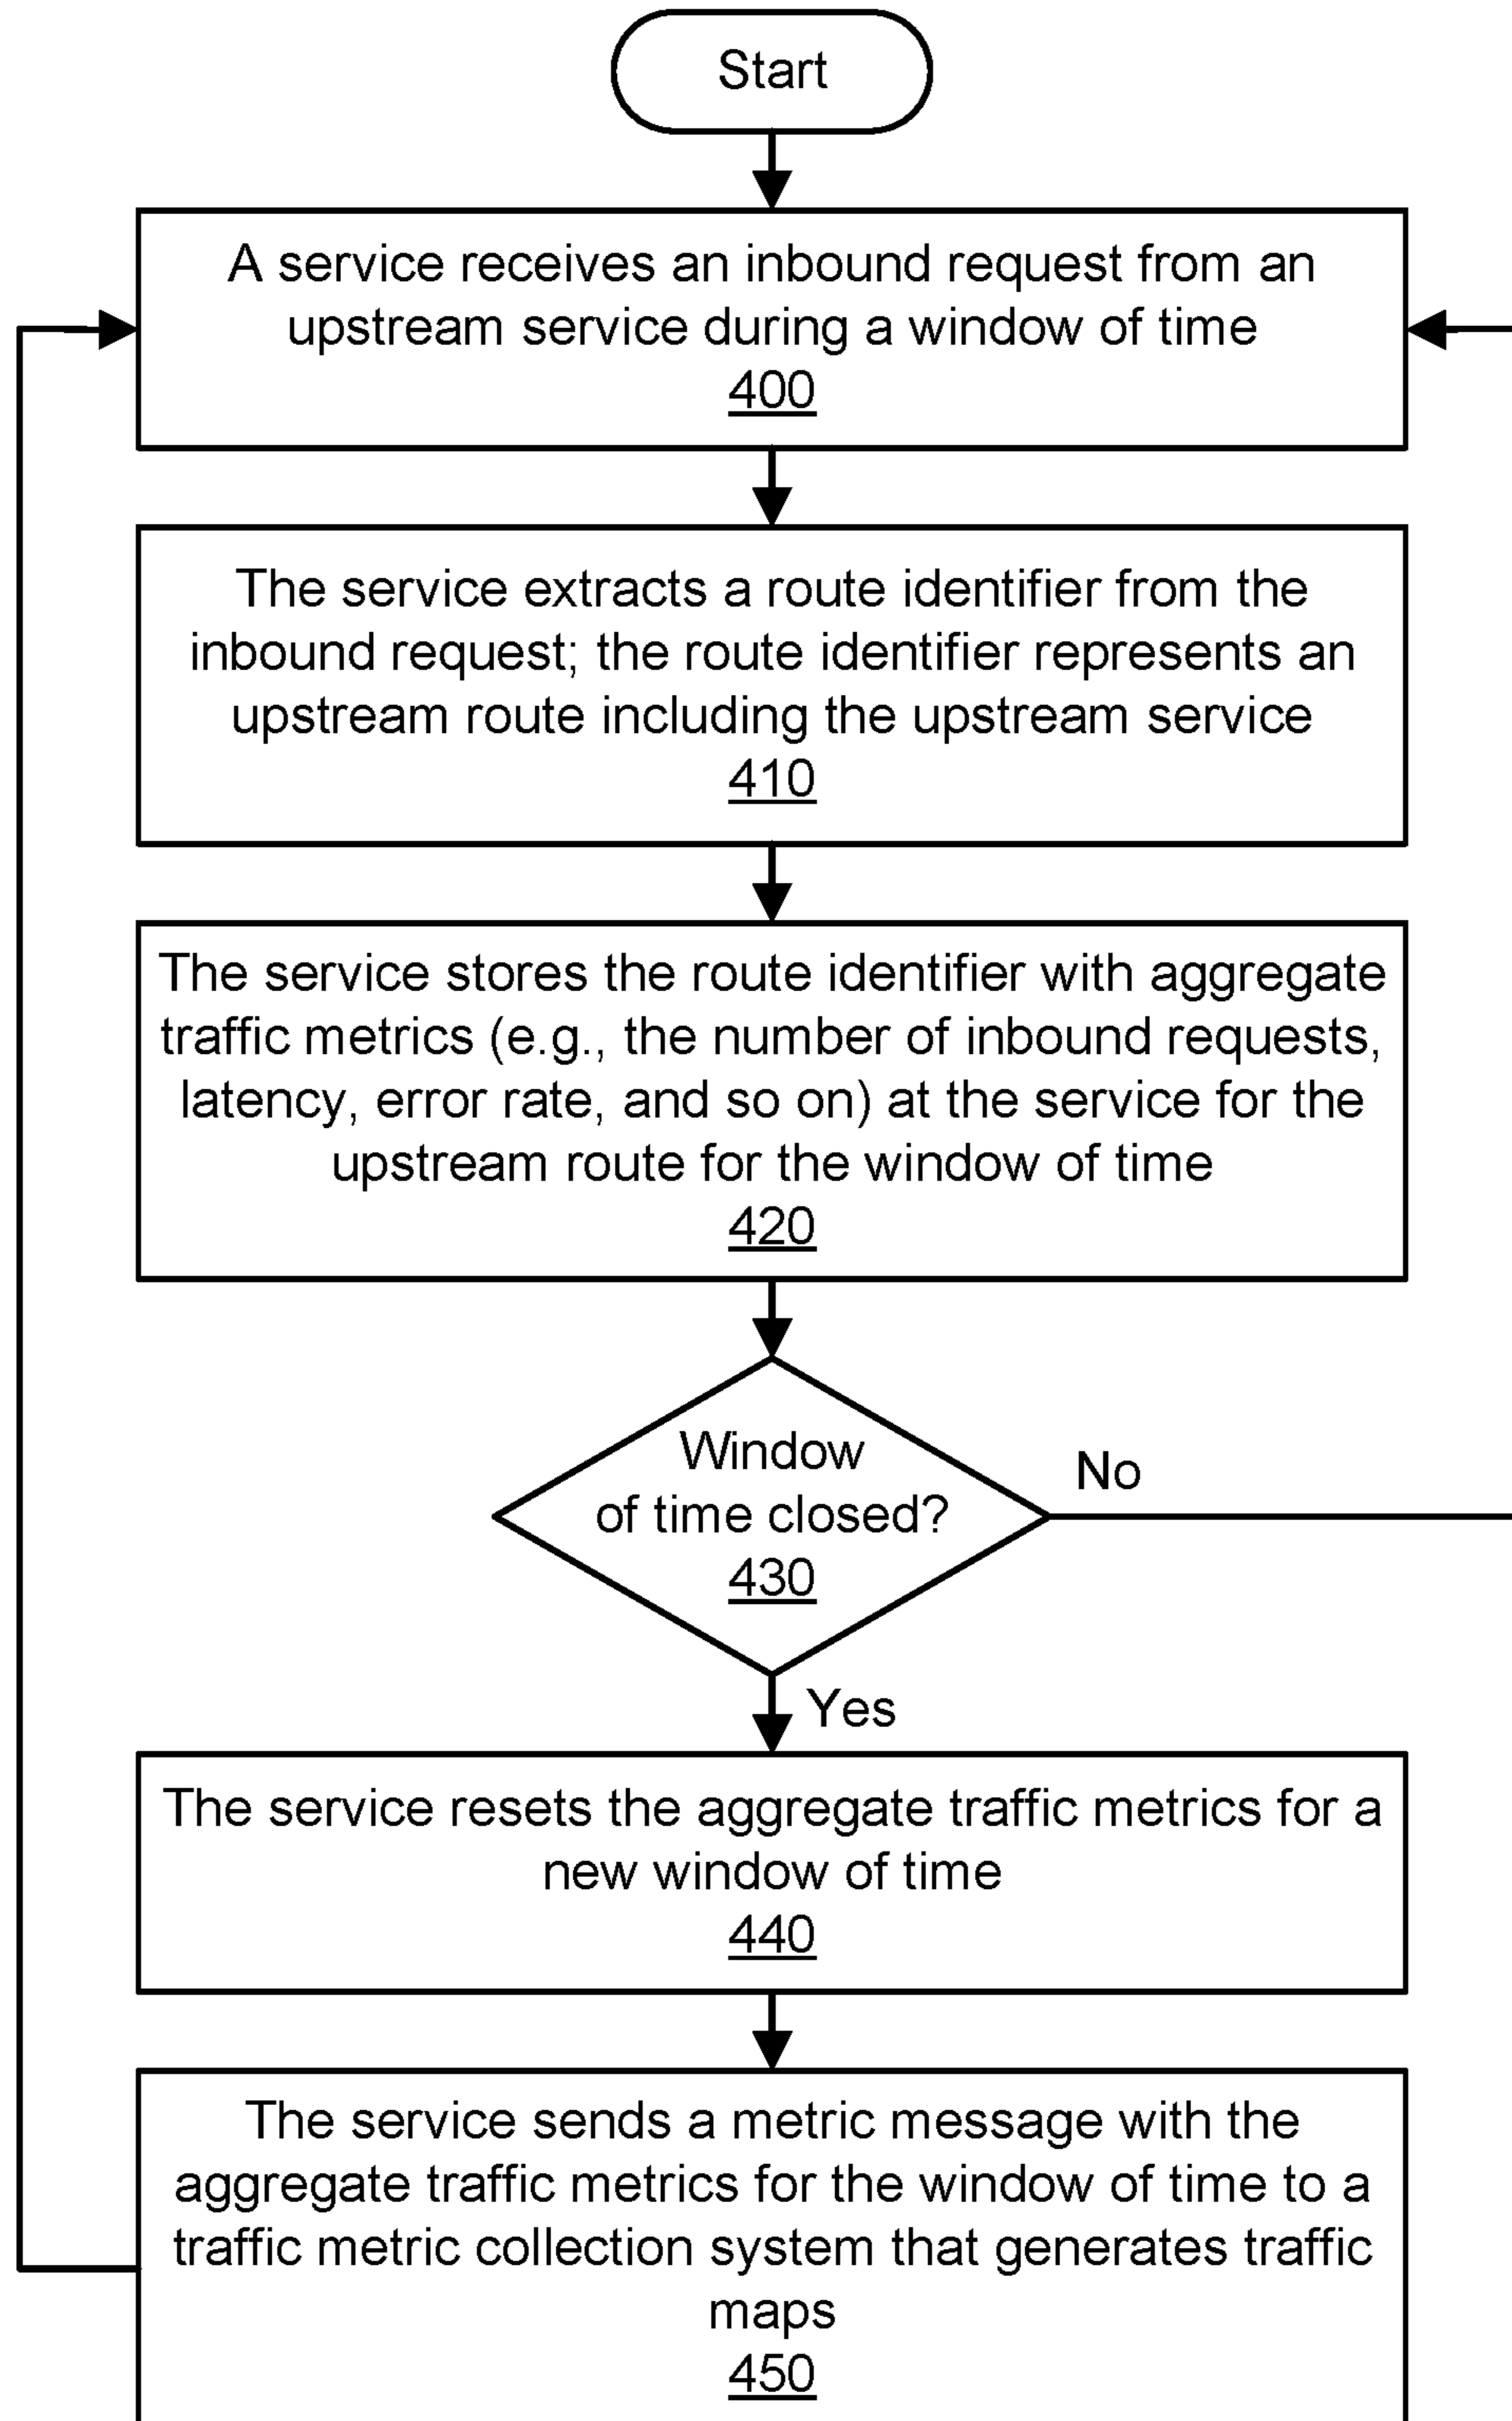 Start
A service receives an inbound request from an
upstream service during a window of time
400
The service extracts a route identifier from the
inbound request; the route identifier represents an
upstream route including the upstream service
410
The service stores the route identifier with aggregate
traffic metrics (e.g., the number of inbound requests,
latency, error rate, and so on) at the service for the
upstream route for the window of time
420
Window
of time closed?
430
No
Yes
The service resets the aggregate traffic metrics for a
new window of time
440
The service sends a metric message with the
aggregate traffic metrics for the window of time to a
traffic metric collection system that generates traffic
maps
450